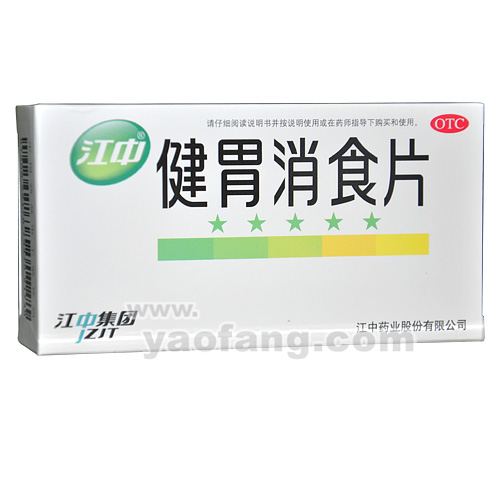 请仔细阅读说明书并按说明使用或在药师指导下购买和使用。
OTC
江中®
健胃消食片
www.
yaofang.com
江中集团
JZJT
江中药业股份有限公司